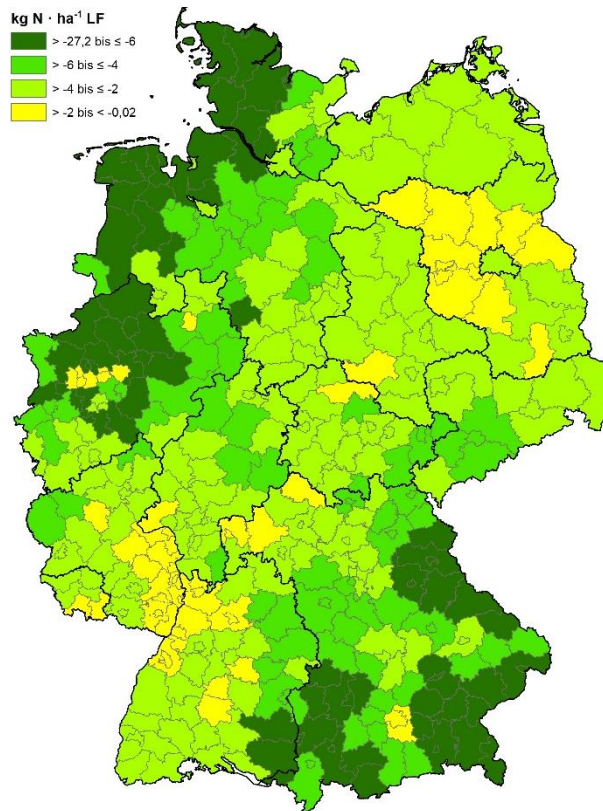 kg N · ha⁻¹ LF
> -27,2 bis ≤ -6
> -6 bis ≤ -4
> -4 bis ≤ -2
> -2 bis < -0,02